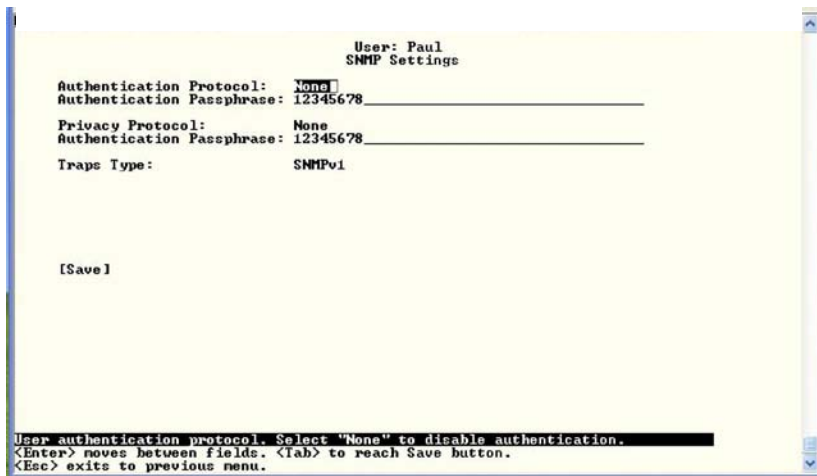 User: Paul
SNMP Settings
Authentication Protocol: None
Authentication Passphrase: 12345678
Privacy Protocol: None
Authentication Passphrase: 12345678
Traps Type: SNMPv1
[Save]
User authentication protocol. Select "None" to disable authentication.
<Enter> moves between fields. <Tab> to reach Save button.
<Esc> exits to previous menu.